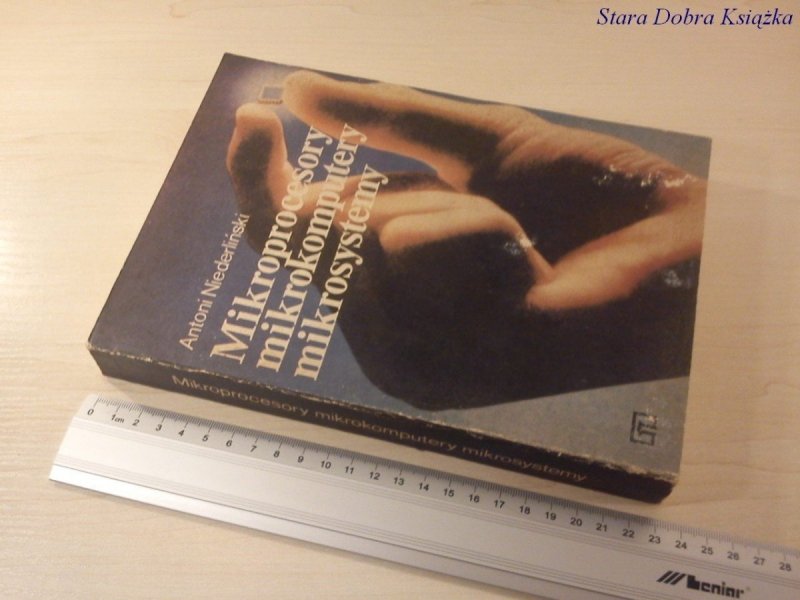 Stara Dobra Książka
Antoni Niederliński
Mikroprocesory
mikrokomputery
mikrosystemy
Mikroprocesory mikrokomputery mikrosystemy
0 1cm 2 3 4 5 6 7 8 9 10 11 12 13 14 15 16 17 18 19 20 21 22 23 24 25 26 27 28
Leniar